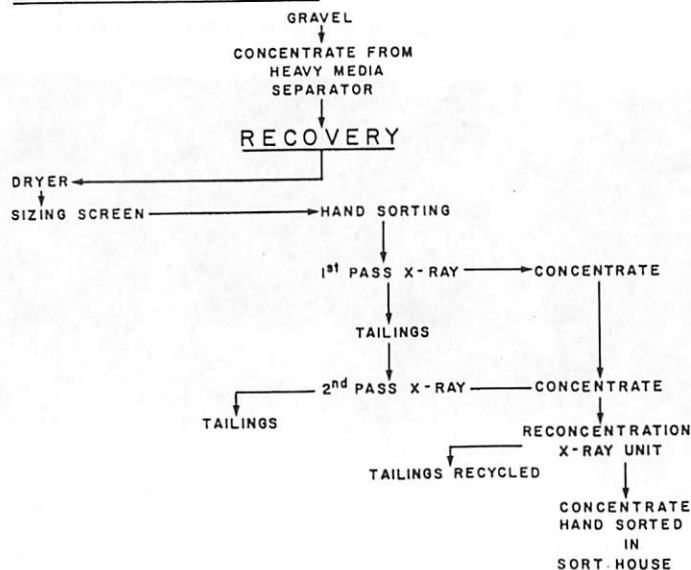 GRAVEL
CONCENTRATE FROM
HEAVY MEDIA
SEPARATOR
RECOVERY
DRYER
SIZING SCREEN
HAND SORTING
1st PASS X-RAY
CONCENTRATE
TAILINGS
2nd PASS X-RAY
CONCENTRATE
TAILINGS
RECONCENTRATION
X-RAY UNIT
TAILINGS RECYCLED
CONCENTRATE
HAND SORTED
IN
SORT HOUSE